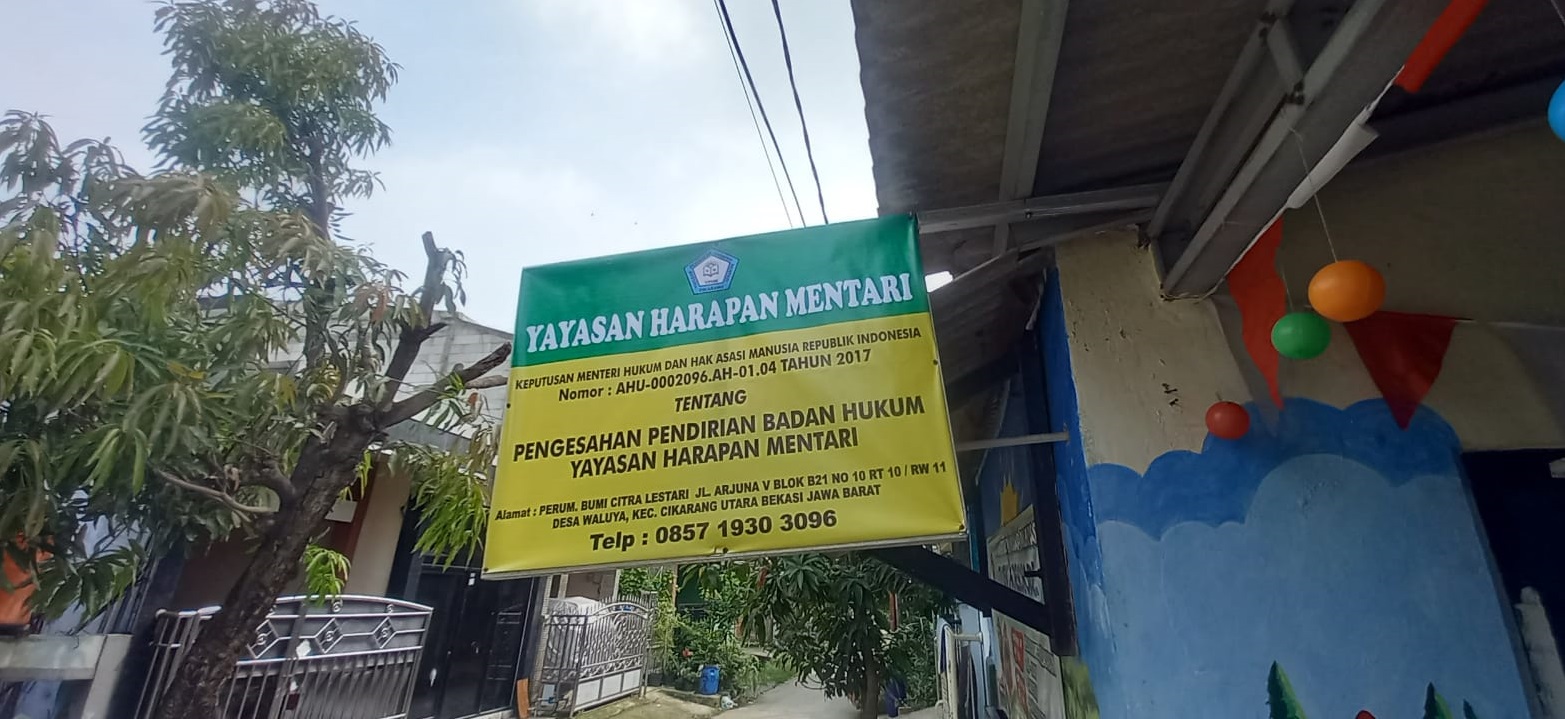 YAYASAN HARAPAN MENTARI
KEPUTUSAN MENTERI HUKUM DAN HAK ASASI MANUSIA REPUBLIK INDONESIA
Nomor : AHU-0002096.AH-01.04 TAHUN 2017
TENTANG
PENGESAHAN PENDIRIAN BADAN HUKUM
YAYASAN HARAPAN MENTARI
Alamat : PERUM. BUMI CITRA LESTARI JL. ARJUNA V BLOK B21 NO 10 RT 10 / RW 11
DESA WALUYA, KEC. CIKARANG UTARA BEKASI JAWA BARAT
Telp : 0857 1930 3096